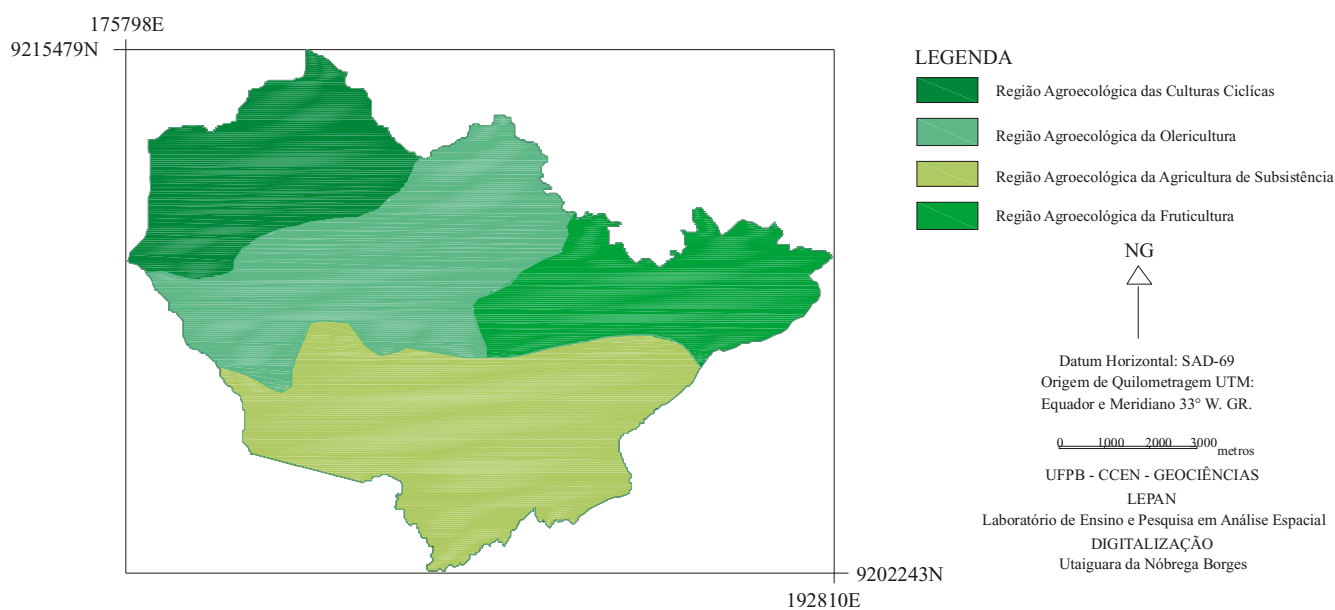 175798E
9215479N
LEGENDA
Região Agroecológica das Culturas Ciclícas
Região Agroecológica da Olericultura
Região Agroecológica da Agricultura de Subsistência
Região Agroecológica da Fruticultura
NG
Datum Horizontal: SAD-69
Origem de Quilometragem UTM:
Equador e Meridiano 33° W. GR.
0 1000 2000 3000
metros
UFPB - CCEN - GEOCIÊNCIAS
LEPAN
Laboratório de Ensino e Pesquisa em Análise Espacial
DIGITALIZAÇÃO
Utaiguara da Nóbrega Borges
9202243N
192810E